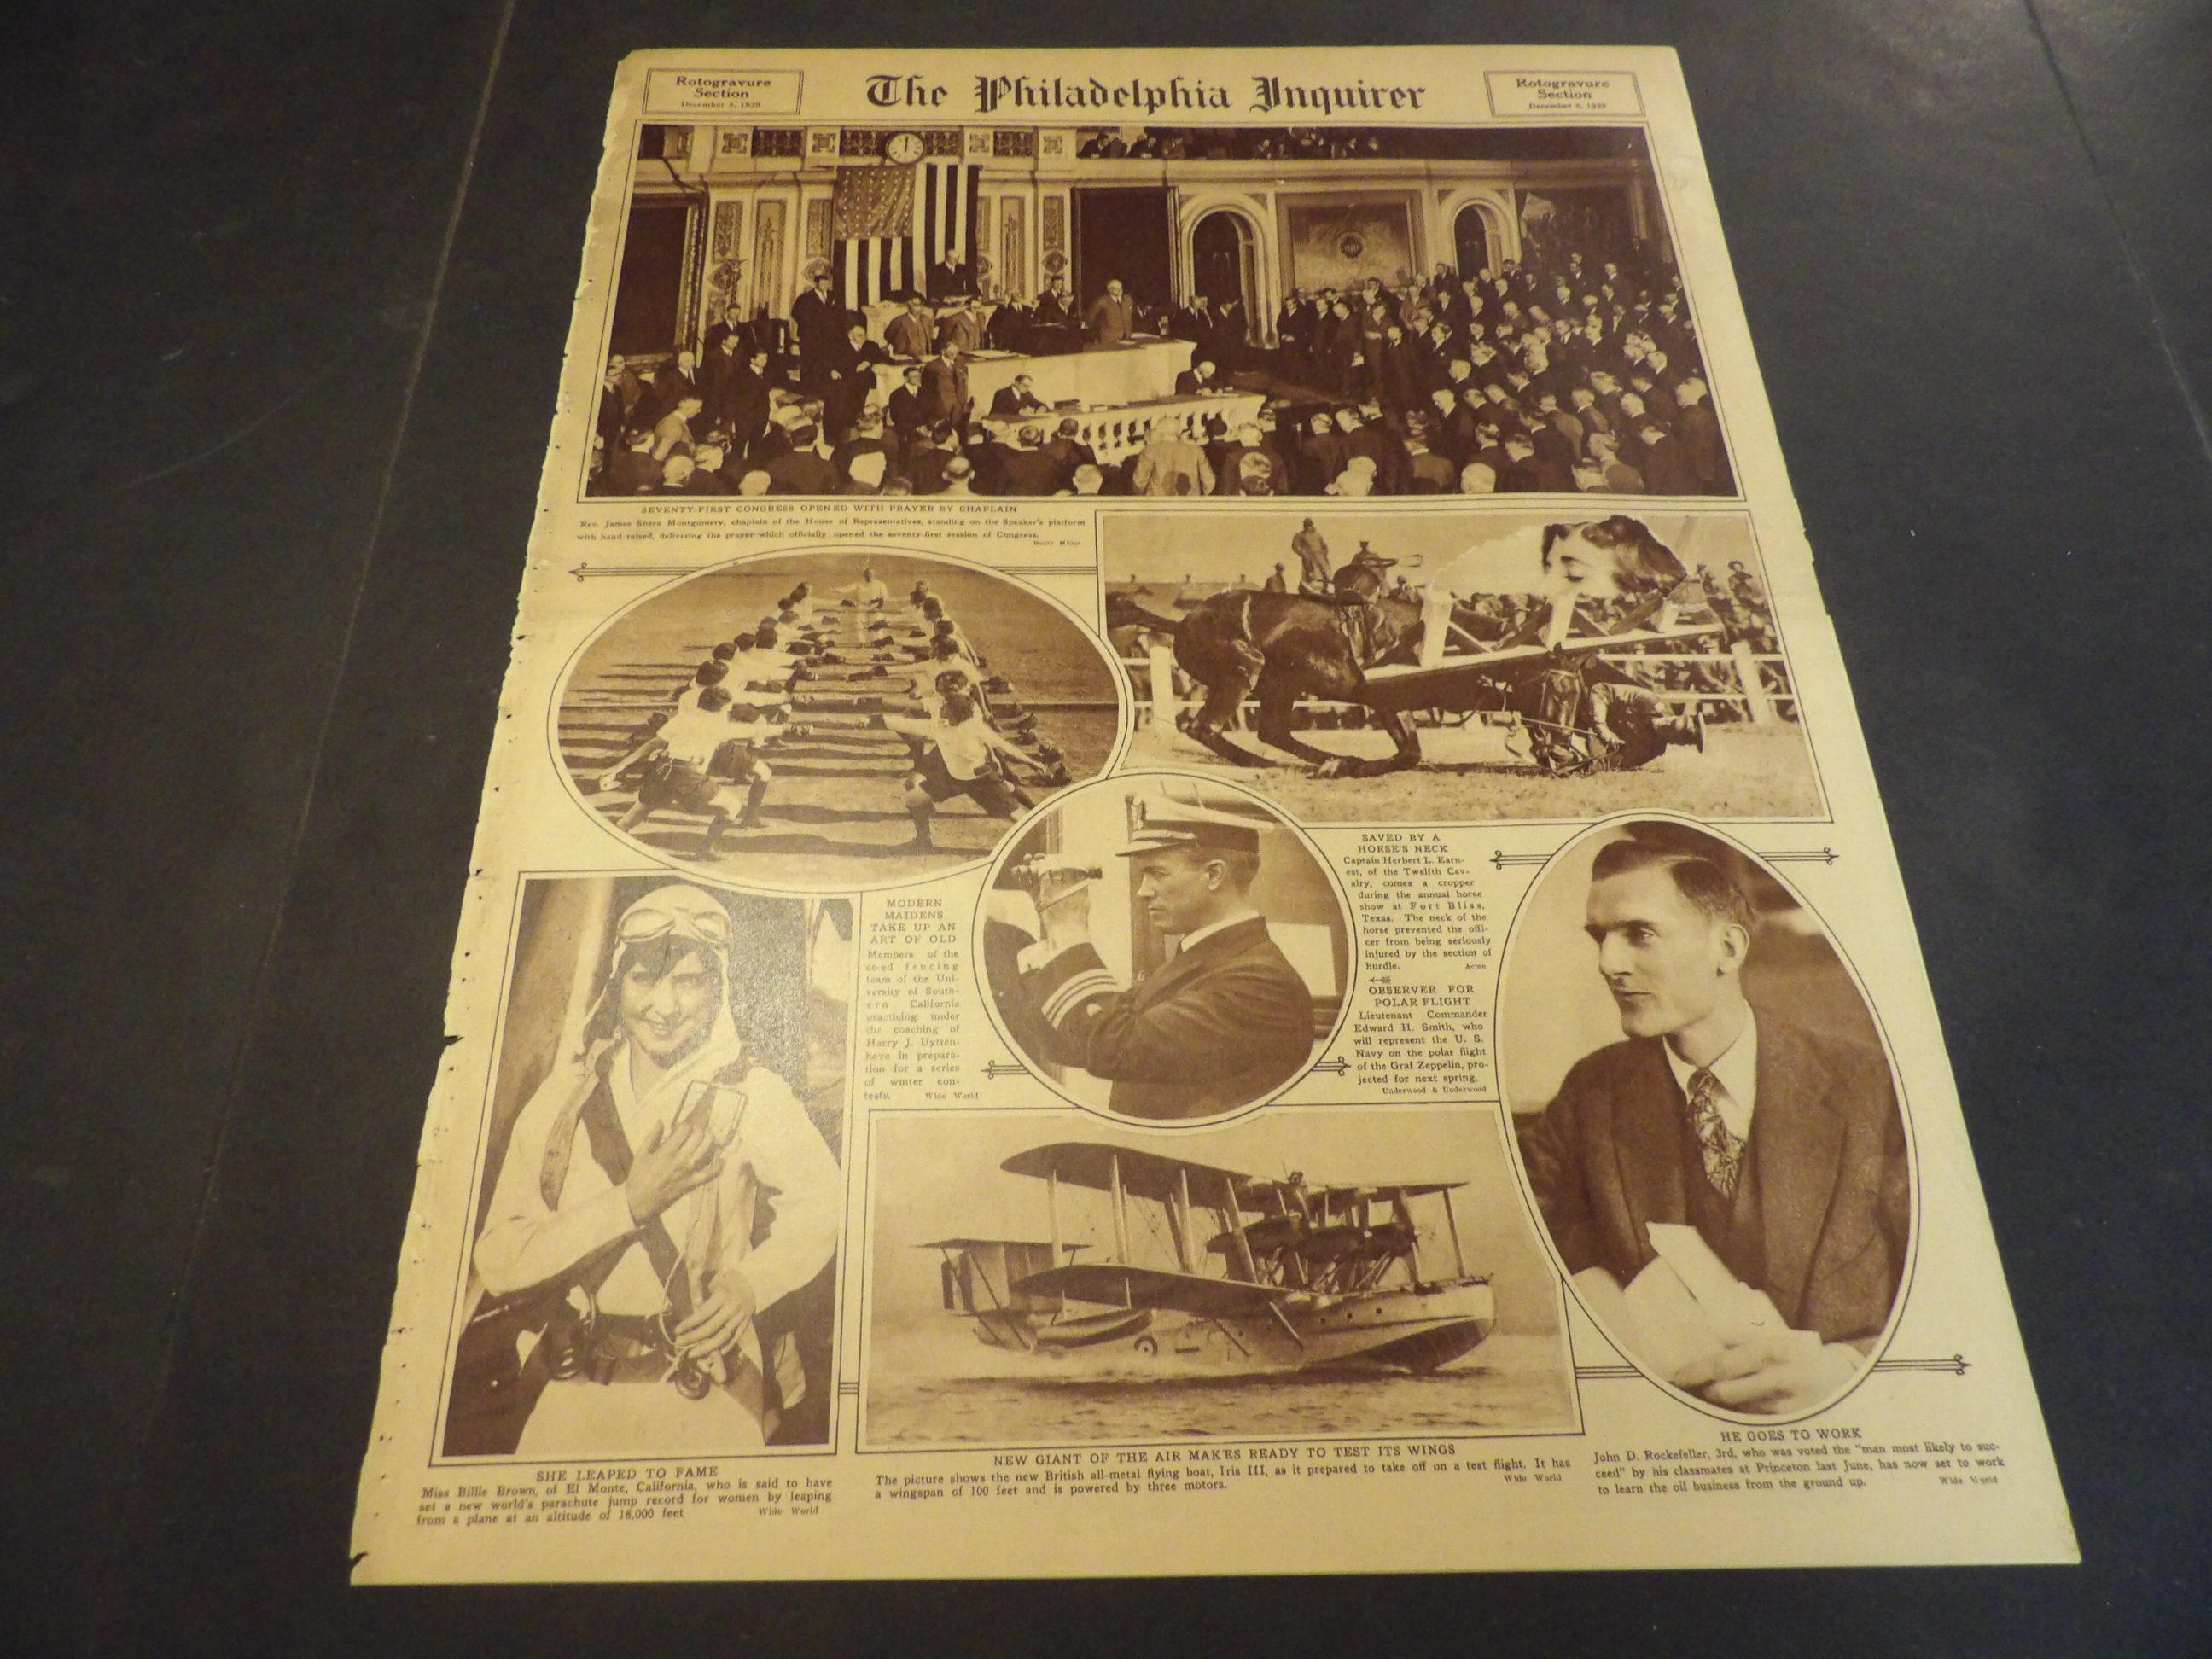 Rotogravure
Section
December 8, 1929
The Philadelphia Inquirer
Rotogravure
Section
December 8, 1929
SEVENTY-FIRST CONGRESS OPENED WITH PRAYER BY CHAPLAIN
Rev. James Shera Montgomery, chaplain of the House of Representatives, standing on the Speaker's platform
with hand raised, delivering the prayer which officially opened the seventy-first session of Congress.
Henry Miller
SAVED BY A
HORSE'S NECK
Captain Herbert L. Earn-
est, of the Twelfth Cav-
alry, comes a cropper
during the annual horse
show at Fort Bliss,
Texas. The neck of the
horse prevented the offi-
cer from being seriously
injured by the section of
hurdle. Acme
MODERN
MAIDENS
TAKE UP AN
ART OF OLD
Members of the
co-ed fencing
team of the Uni-
versity of South-
ern California
practicing under
the coaching of
Harry J. Uytten-
hove in prepara-
tion for a series
of winter con-
tests. Wide World
OBSERVER FOR
POLAR FLIGHT
Lieutenant Commander
Edward H. Smith, who
will represent the U. S.
Navy on the polar flight
of the Graf Zeppelin, pro-
jected for next spring.
Underwood & Underwood
SHE LEAPED TO FAME
Miss Billie Brown, of El Monte, California, who is said to have
set a new world's parachute jump record for women by leaping
from a plane at an altitude of 18,000 feet Wide World
NEW GIANT OF THE AIR MAKES READY TO TEST ITS WINGS
The picture shows the new British all-metal flying boat, Iris III, as it prepared to take off on a test flight. It has
a wingspan of 100 feet and is powered by three motors. Wide World
HE GOES TO WORK
John D. Rockefeller, 3rd, who was voted the "man most likely to suc-
ceed" by his classmates at Princeton last June, has now set to work
to learn the oil business from the ground up. Wide World